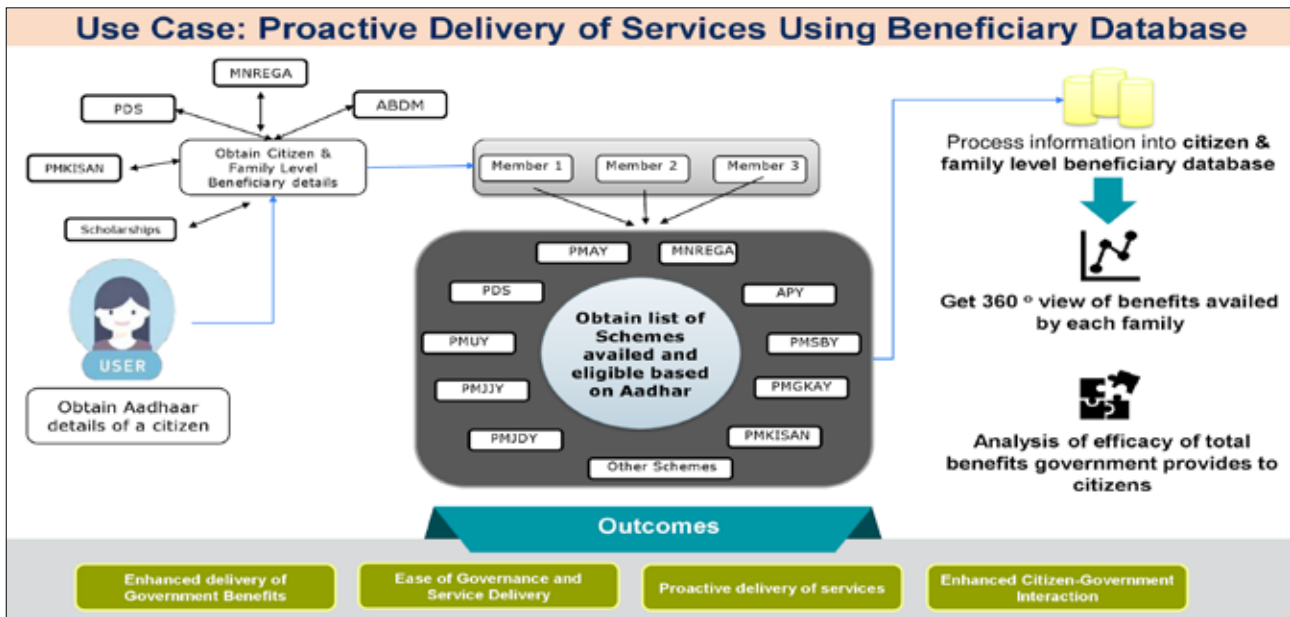 Use Case: Proactive Delivery of Services Using Beneficiary Database
MNREGA
PDS
ABDM
PMKISAN
Obtain Citizen &
Family Level
Beneficiary details
Scholarships
USER
Obtain Aadhaar
details of a citizen
Member 1
Member 2
Member 3
PMAY
MNREGA
PDS
APY
PMUY
PMSBY
PMJJY
PMGKAY
PMJDY
PMKISAN
Other Schemes
Obtain list of
Schemes
availed and
eligible based
on Aadhar
Process information into citizen &
family level beneficiary database
Get 360 º view of benefits availed
by each family
Analysis of efficacy of total
benefits government provides to
citizens
Outcomes
Enhanced delivery of
Government Benefits
Ease of Governance and
Service Delivery
Proactive delivery of services
Enhanced Citizen-Government
Interaction